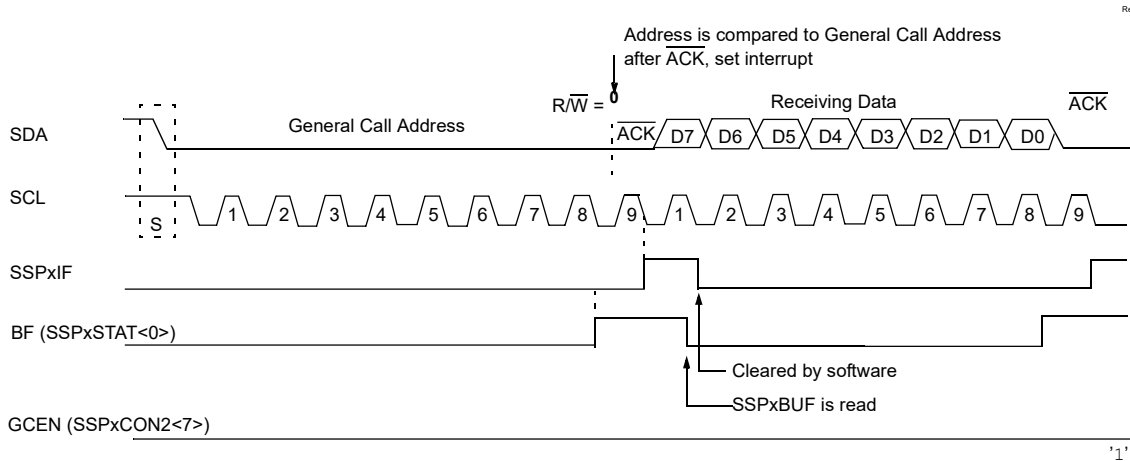 Re
Address is compared to General Call Address
after ACK, set interrupt
R/W = 0
Receiving Data
ACK
SDA
General Call Address
ACK
D7 D6 D5 D4 D3 D2 D1 D0
SCL
S
1 2 3 4 5 6 7 8 9 1 2 3 4 5 6 7 8 9
SSPxIF
BF (SSPxSTAT<0>)
Cleared by software
SSPxBUF is read
GCEN (SSPxCON2<7>)
'1'